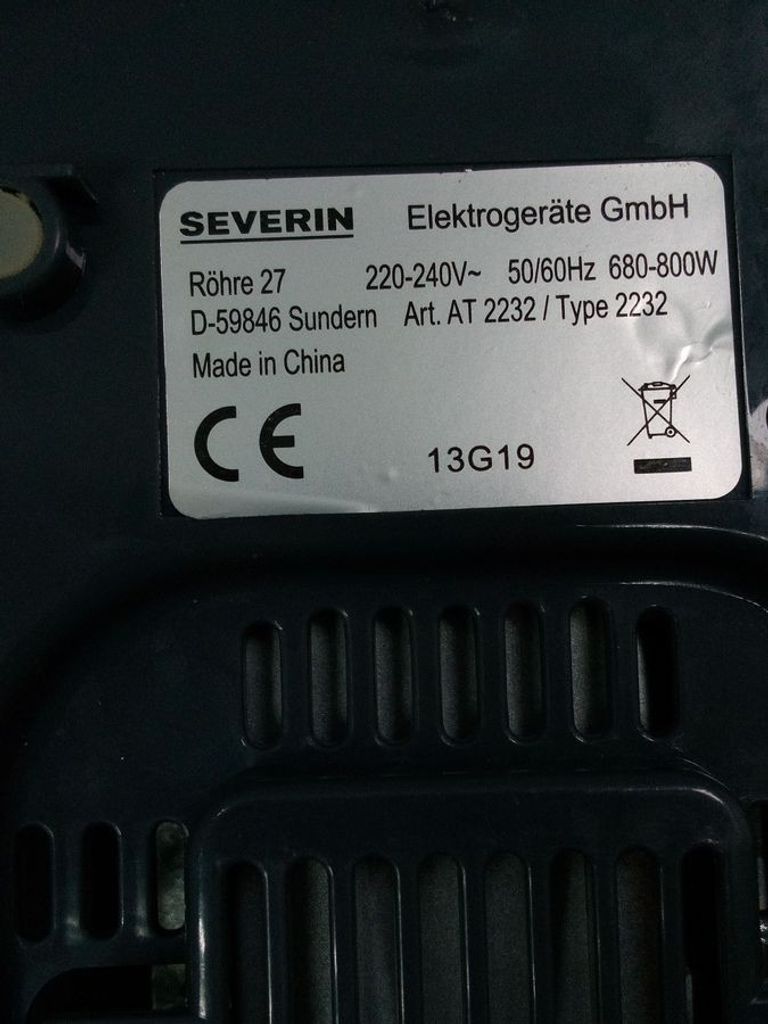 SEVERIN Elektrogeräte GmbH
Röhre 27 220-240V~ 50/60Hz 680-800W
D-59846 Sundern Art. AT 2232 / Type 2232
Made in China
CE 13G19